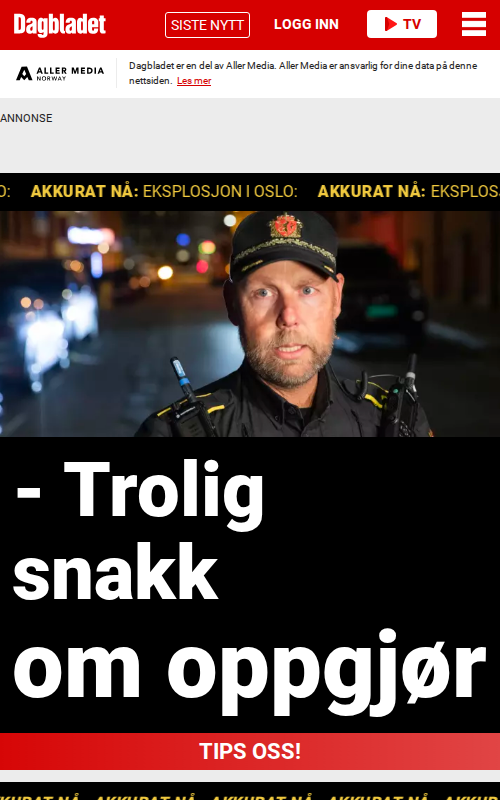 Dagbladet SISTE NYTT LOGG INN TV
ALLER MEDIA
NORWAY
Dagbladet er en del av Aller Media. Aller Media er ansvarlig for dine data på denne
nettsiden. Les mer
ANNONSE
O: AKKURAT NÅ: EKSPLOSJON I OSLO: AKKURAT NÅ: EKSPLOS
- Trolig
snakk
om oppgjør
TIPS OSS!
AKKURAT NÅ AKKURAT NÅ AKKURAT NÅ AKKURAT NÅ